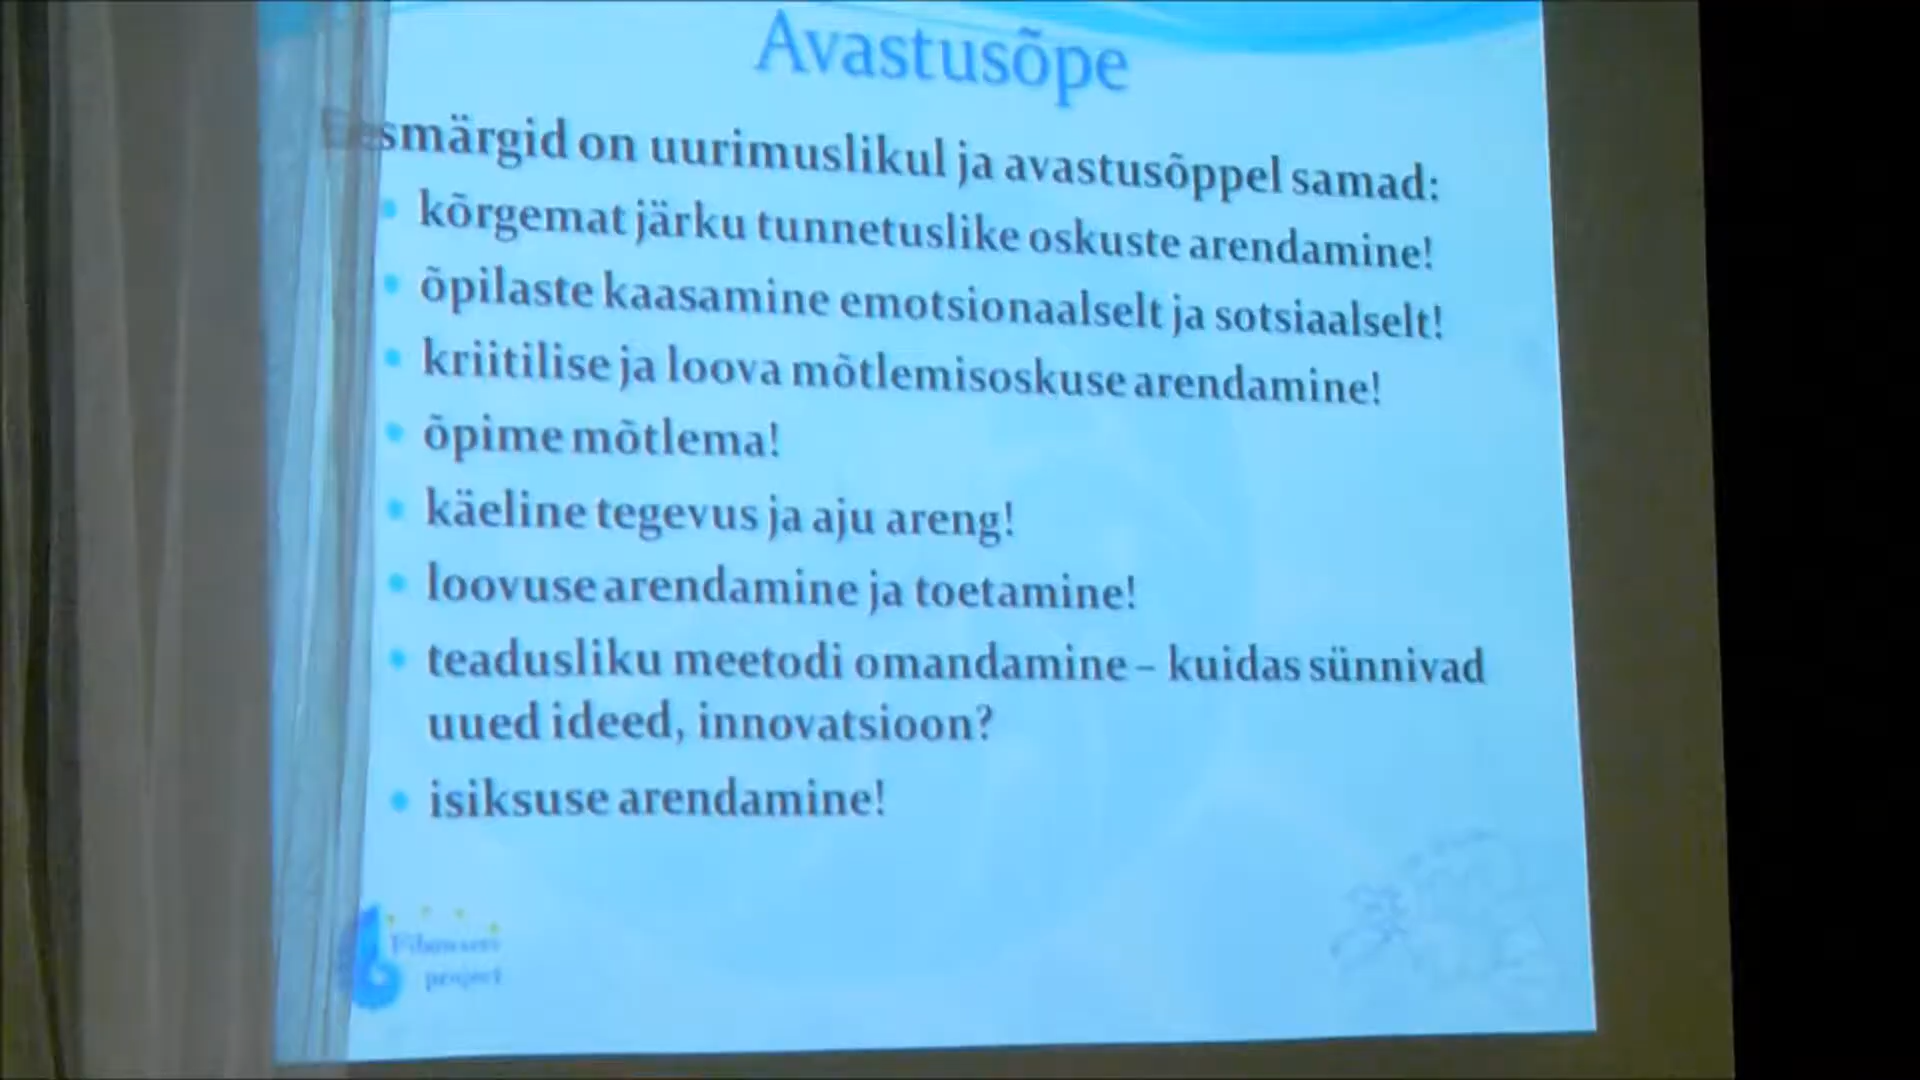 Avastusõpe
Eesmärgid on uurimuslikul ja avastusõppel samad:
• kõrgemat järku tunnetuslike oskuste arendamine!
• õpilaste kaasamine emotsionaalselt ja sotsiaalselt!
• kriitilise ja loova mõtlemisoskuse arendamine!
• õpime mõtlema!
• käeline tegevus ja aju areng!
• loovuse arendamine ja toetamine!
• teadusliku meetodi omandamine – kuidas sünnivad
uued ideed, innovatsioon?
• isiksuse arendamine!
project